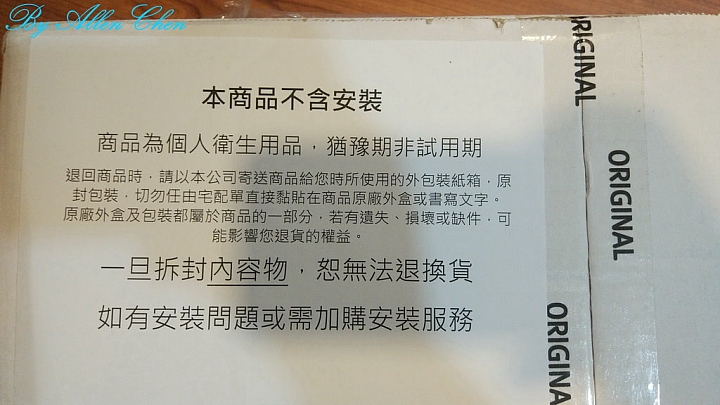 By Allen Chen
本商品不含安裝
商品為個人衛生用品，猶豫期非試用期
退回商品時，請以本公司寄送商品給您時所使用的外包裝紙箱，原
封包裝，切勿任由宅配單直接黏貼在商品原廠外盒或書寫文字。
原廠外盒及包裝都屬於商品的一部分，若有遺失、損壞或缺件，可
能影響您退貨的權益。
一旦拆封內容物，恕無法退換貨
如有安裝問題或需加購安裝服務
RIGINAL
ORIGINAL
ORIGINA